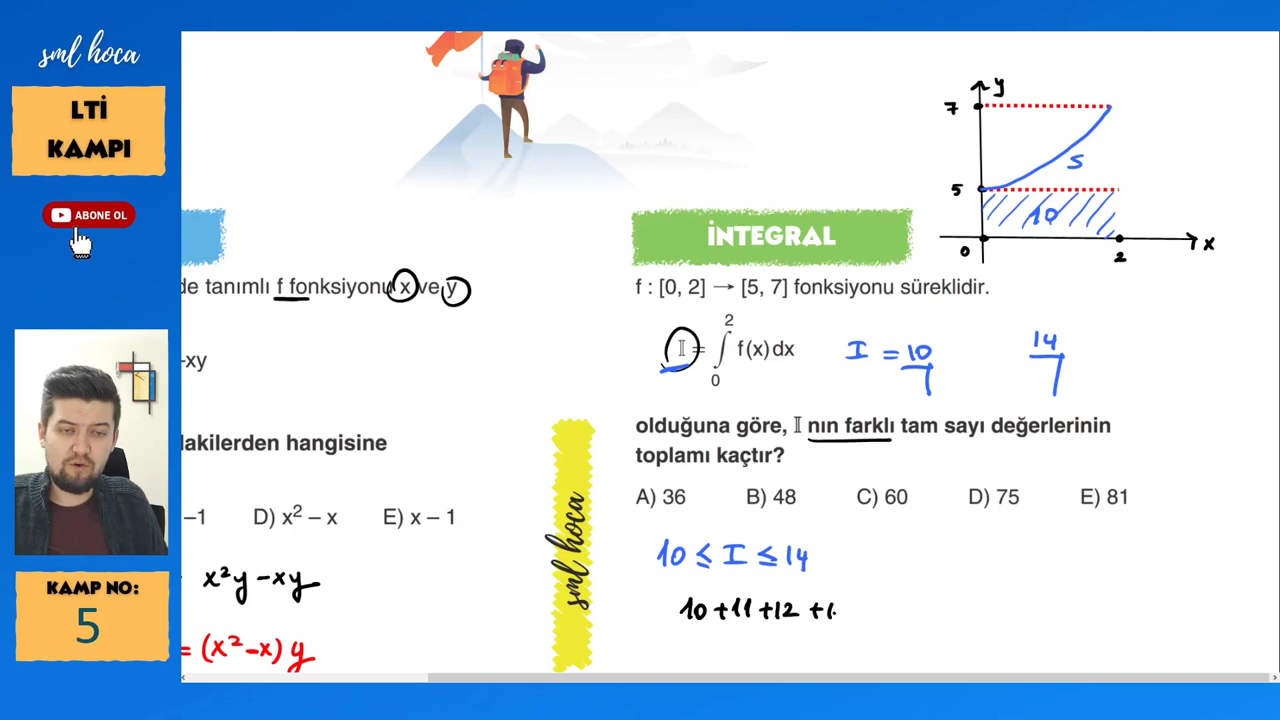 sml hoca
LTİ
KAMPI
ABONE OL
KAMP NO:
5
de tanımlı f fonksiyonu x ve y
-xy
lakilerden hangisine
–1 D) x² – x E) x – 1
x²y - xy
= (x² - x) y
sml hoca
y
7
5
5
10
0
2
x
İNTEGRAL
f : [0, 2] → [5, 7] fonksiyonu süreklidir.
I = ∫₀² f(x) dx I = 10 14
olduğuna göre, I nın farklı tam sayı değerlerinin
toplamı kaçtır?
A) 36 B) 48 C) 60 D) 75 E) 81
10 ≤ I ≤ 14
10 + 11 + 12 + 1